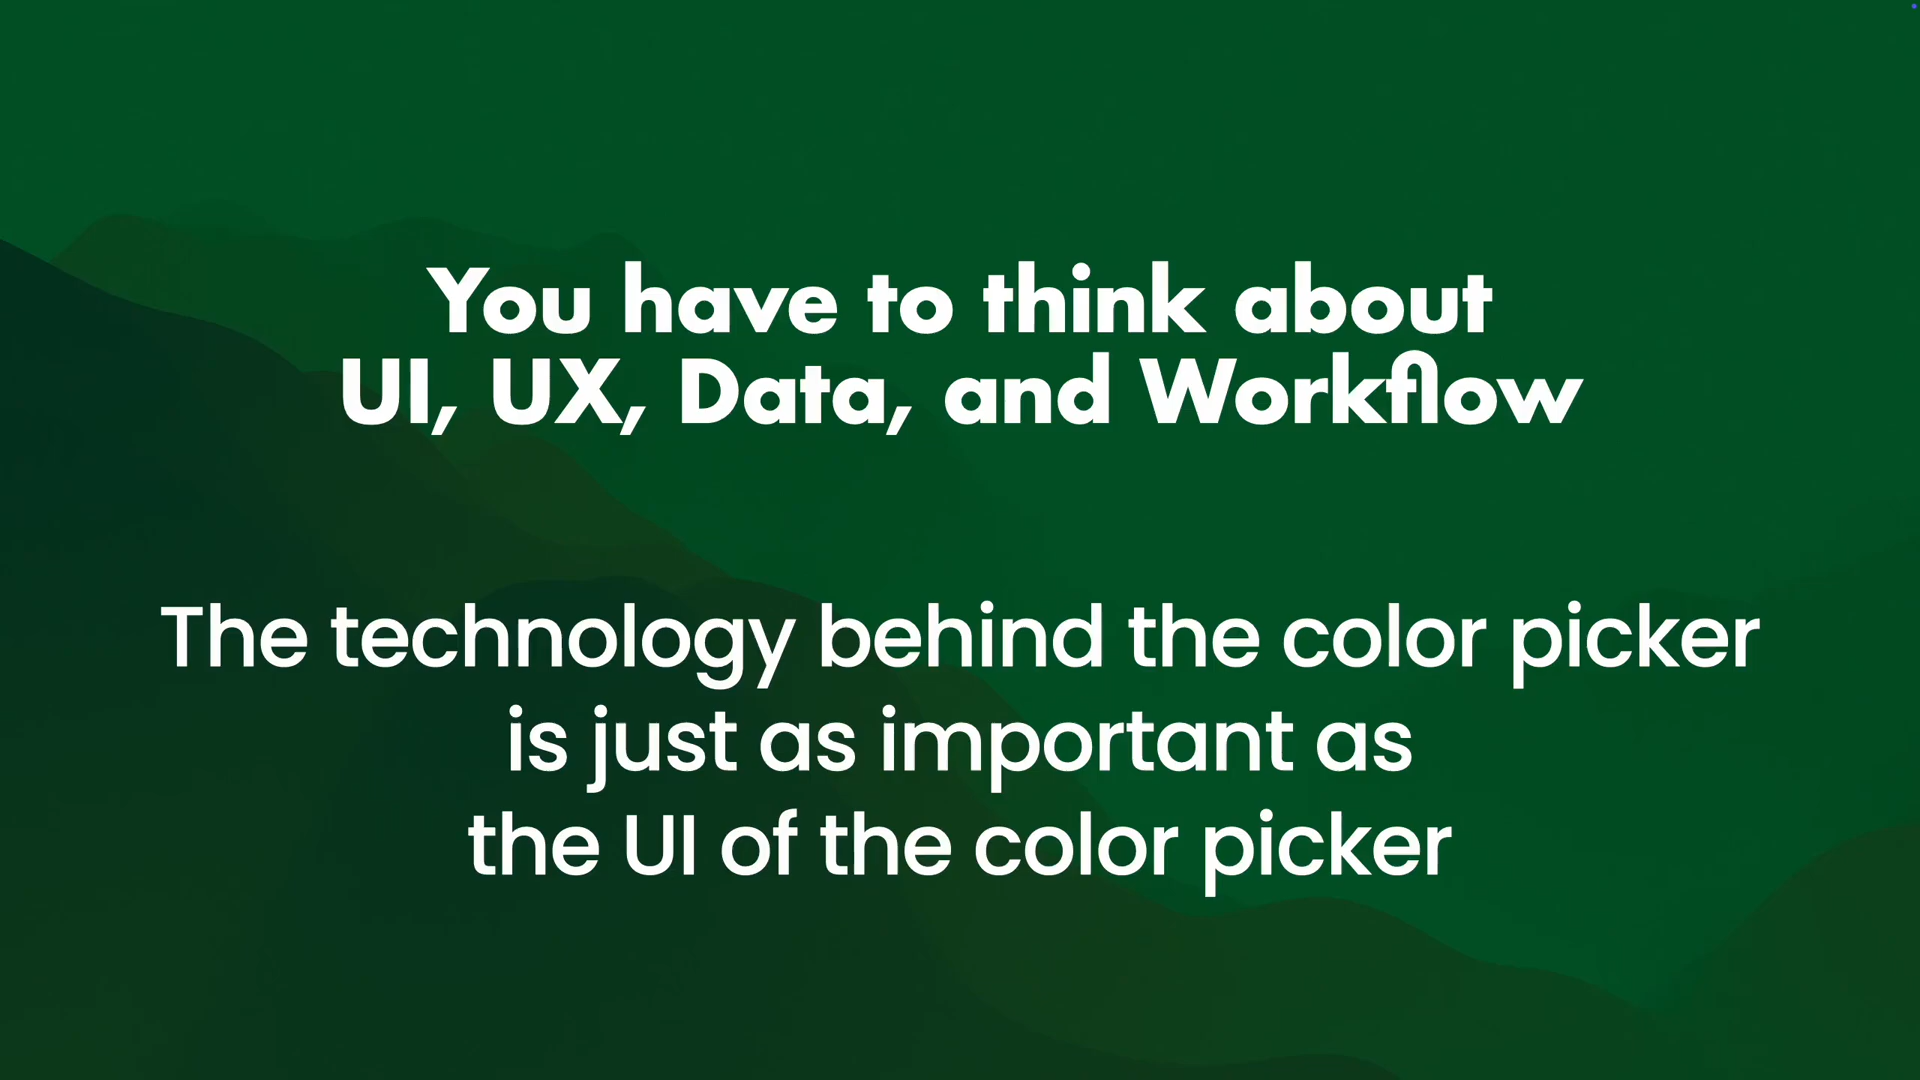 You have to think about
UI, UX, Data, and Workflow
The technology behind the color picker
is just as important as
the UI of the color picker